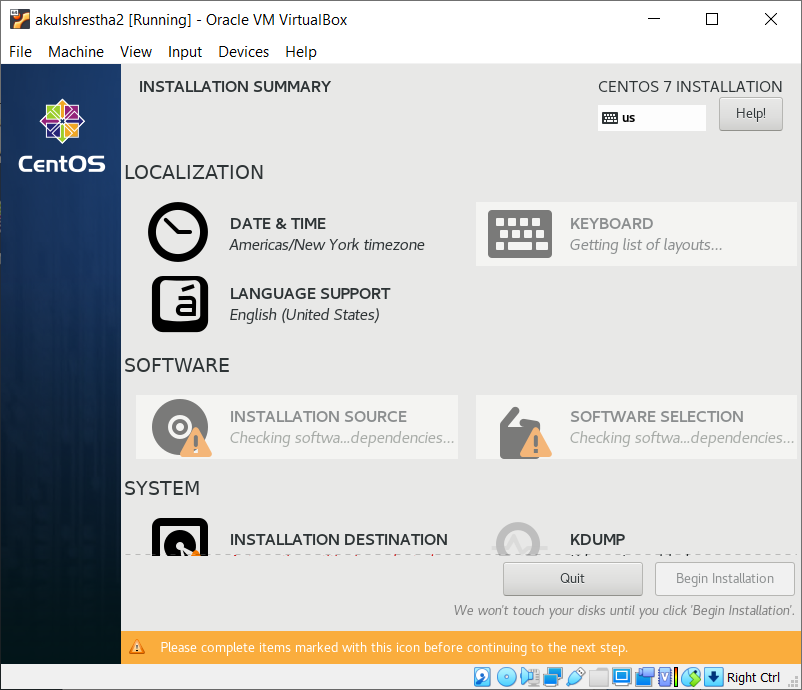 akulshrestha2 [Running] - Oracle VM VirtualBox
File Machine View Input Devices Help
CentOS
INSTALLATION SUMMARY
CENTOS 7 INSTALLATION
us
Help!
LOCALIZATION
DATE & TIME
Americas/New York timezone
KEYBOARD
Getting list of layouts...
á
LANGUAGE SUPPORT
English (United States)
SOFTWARE
INSTALLATION SOURCE
Checking softwa...dependencies...
SOFTWARE SELECTION
Checking softwa...dependencies...
SYSTEM
INSTALLATION DESTINATION
KDUMP
Quit
Begin Installation
We won't touch your disks until you click 'Begin Installation'.
Please complete items marked with this icon before continuing to the next step.
Right Ctrl